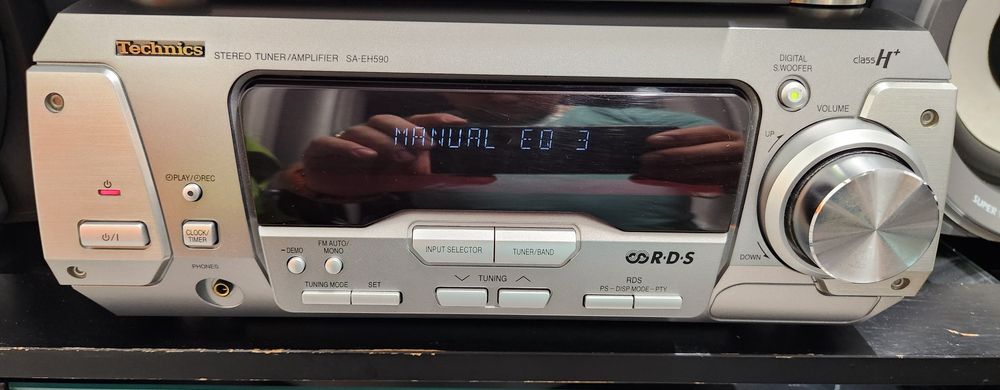 Technics
STEREO TUNER/AMPLIFIER SA-EH590
DIGITAL
S.WOOFER
class H+
VOLUME
UP
DOWN
MANUAL EQ 3
PLAY/ REC
CLOCK/
TIMER
PHONES
– DEMO
FM AUTO/
MONO
TUNING MODE
SET
INPUT SELECTOR
TUNER/BAND
TUNING
R·D·S
RDS
PS – DISP MODE – PTY
SUPER